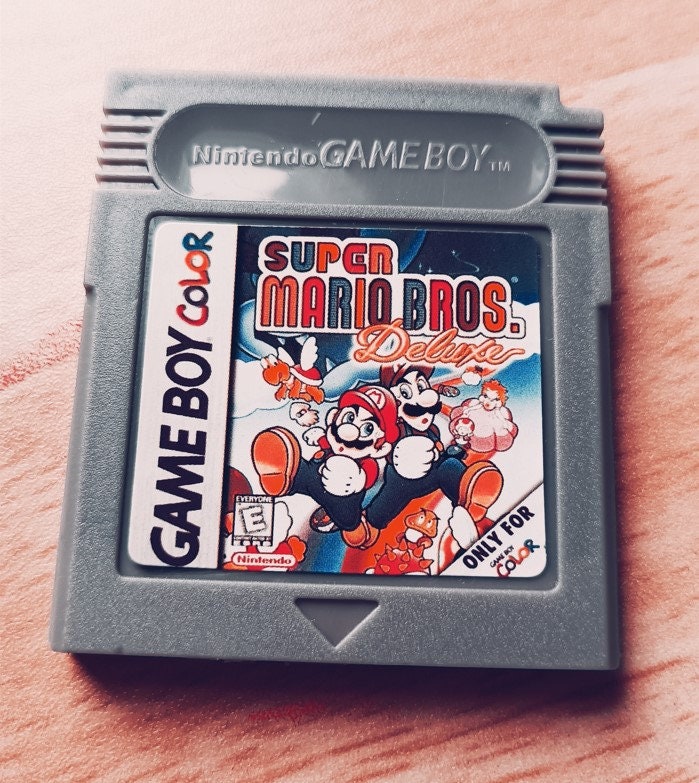 Nintendo GAME BOY TM
GAME BOY COLOR
SUPER
MARIO BROS.
Deluxe
EVERYONE
E
Nintendo
ONLY FOR
GAME BOY
COLOR
M